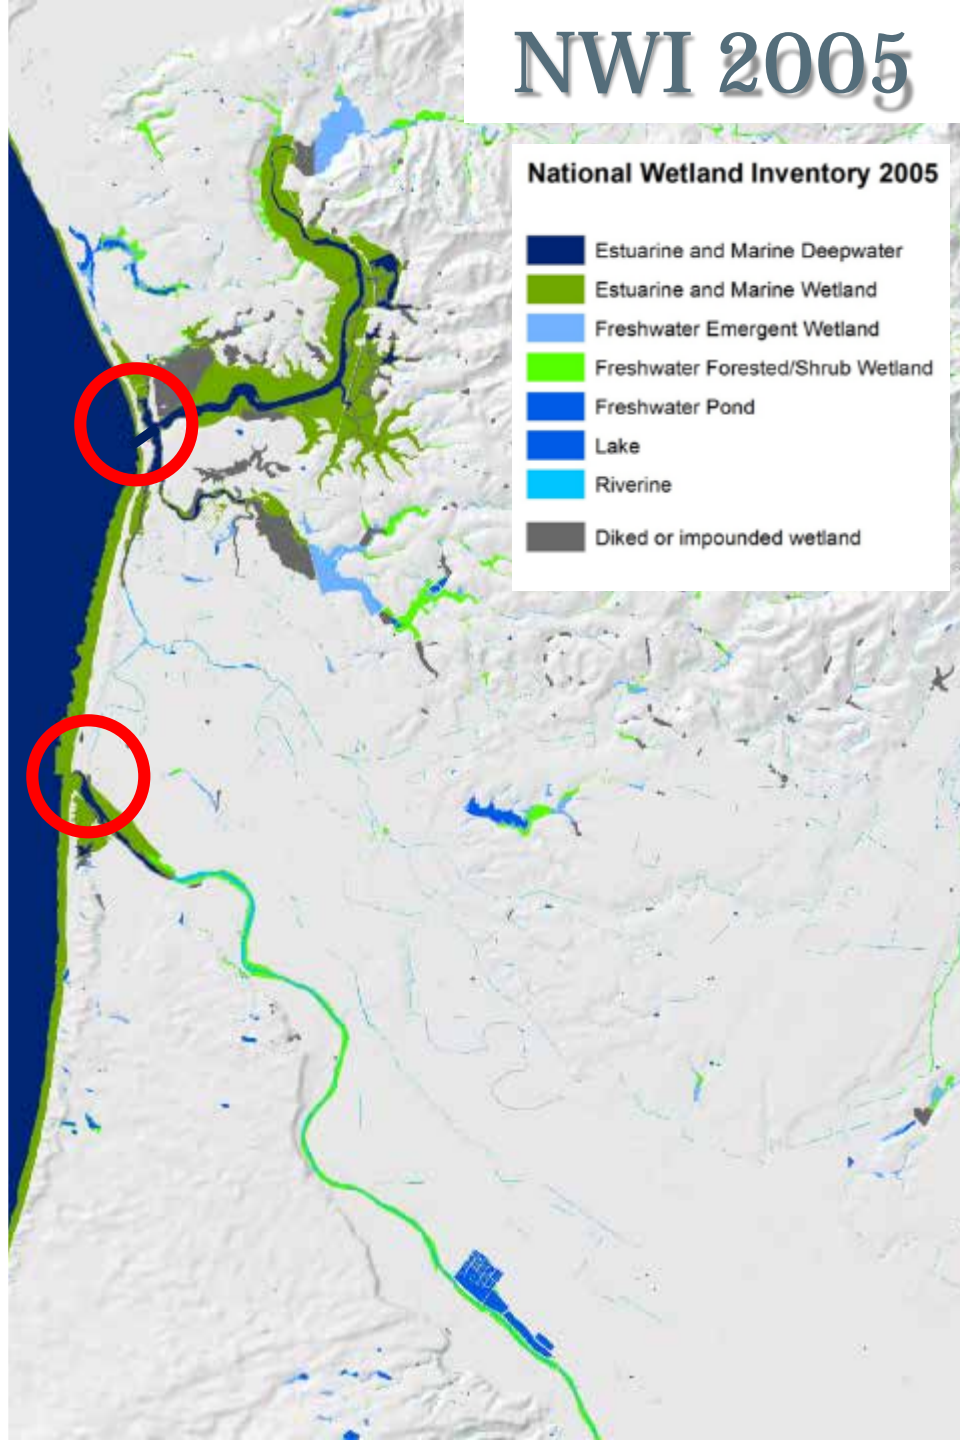 NWI 2005
National Wetland Inventory 2005
Estuarine and Marine Deepwater
Estuarine and Marine Wetland
Freshwater Emergent Wetland
Freshwater Forested/Shrub Wetland
Freshwater Pond
Lake
Riverine
Diked or impounded wetland